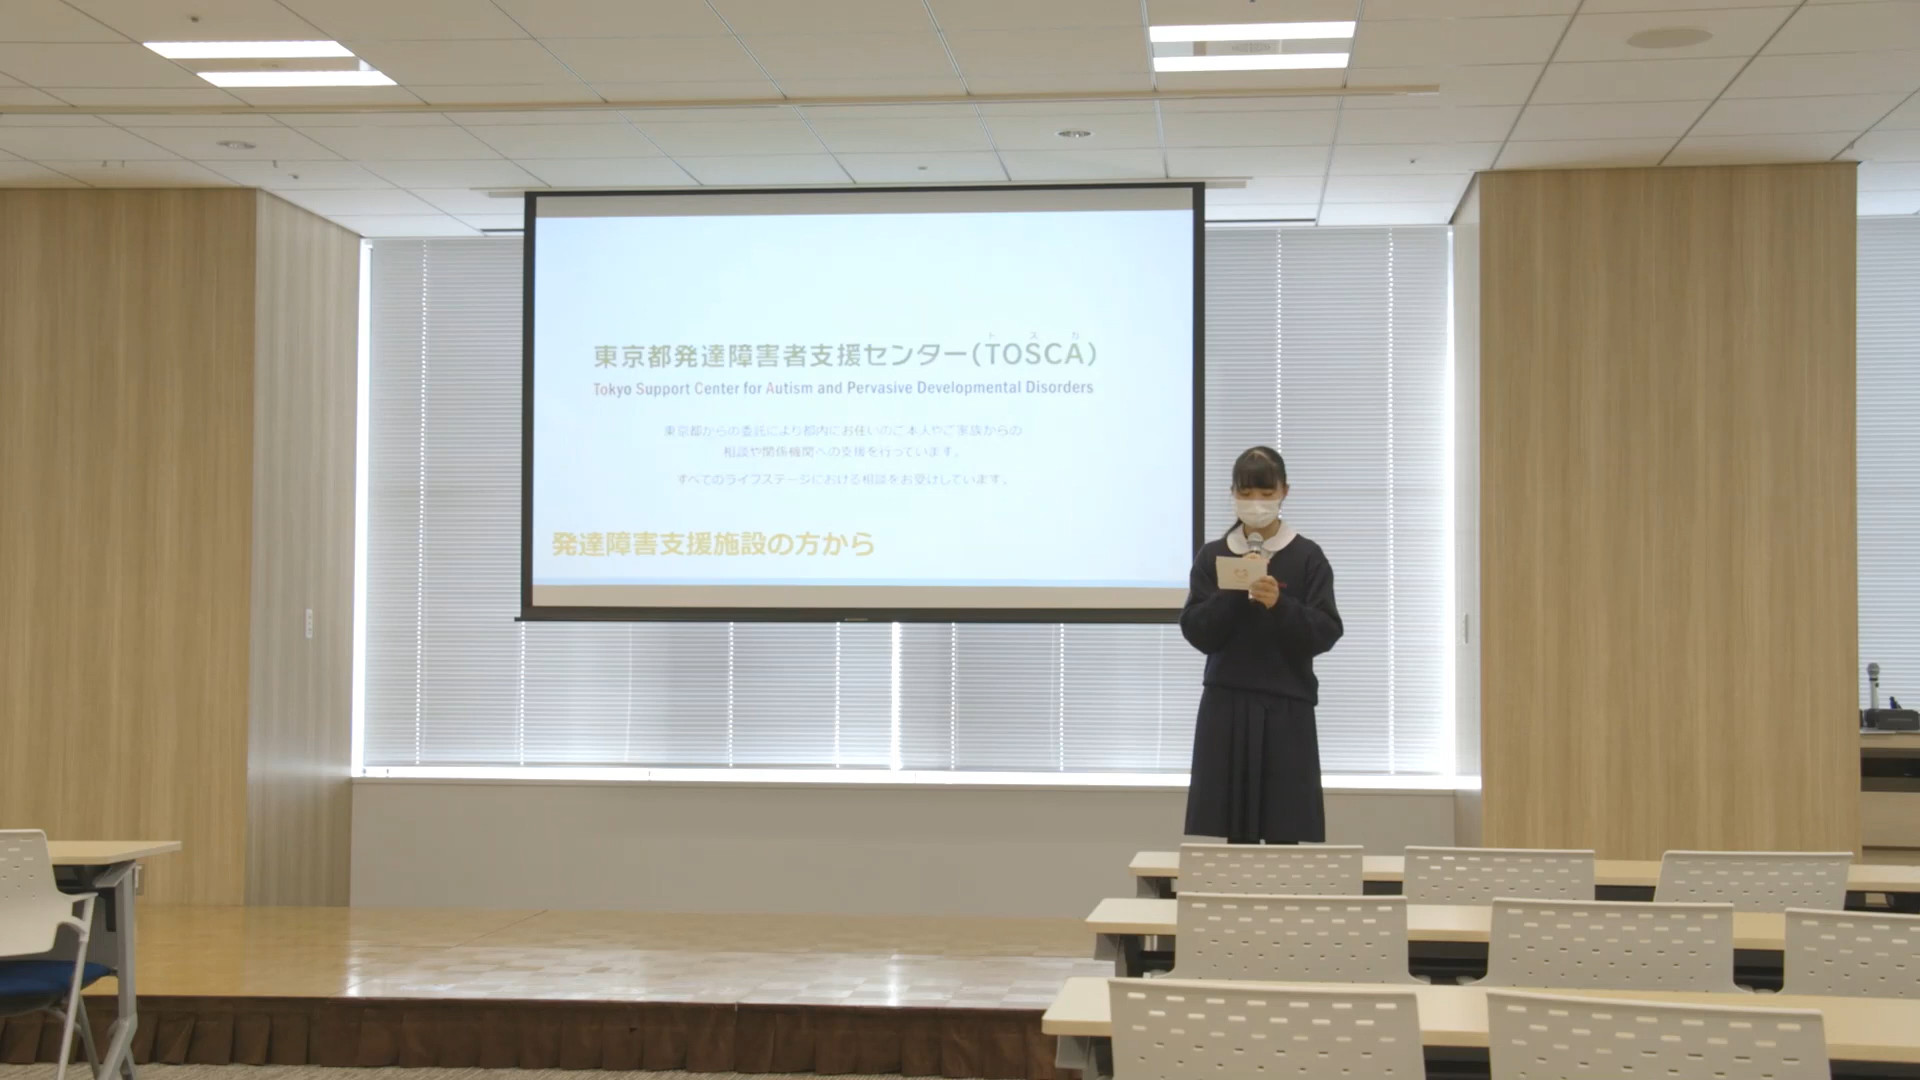 トスカ
東京都発達障害者支援センター(TOSCA)
Tokyo Support Center for Autism and Pervasive Developmental Disorders
東京都からの委託により都内にお住いのご本人やご家族からの
相談や関係機関への支援を行っています。
すべてのライフステージにおける相談をお受けしています。
発達障害支援施設の方から